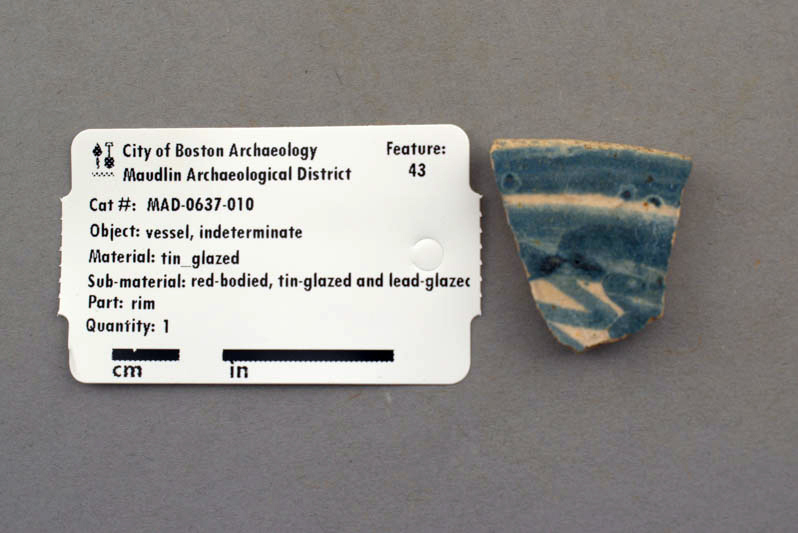 City of Boston Archaeology
Maudlin Archaeological District
Feature:
43
Cat #: MAD-0637-010
Object: vessel, indeterminate
Material: tin_glazed
Sub-material: red-bodied, tin-glazed and lead-glazed
Part: rim
Quantity: 1
cm in